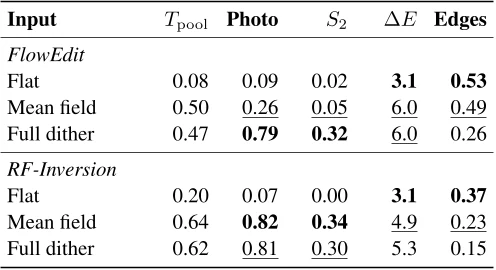 Input T_pool Photo S_2 ΔE Edges
FlowEdit
Flat 0.08 0.09 0.02 3.1 0.53
Mean field 0.50 0.26 0.05 6.0 0.49
Full dither 0.47 0.79 0.32 6.0 0.26
RF-Inversion
Flat 0.20 0.07 0.00 3.1 0.37
Mean field 0.64 0.82 0.34 4.9 0.23
Full dither 0.62 0.81 0.30 5.3 0.15